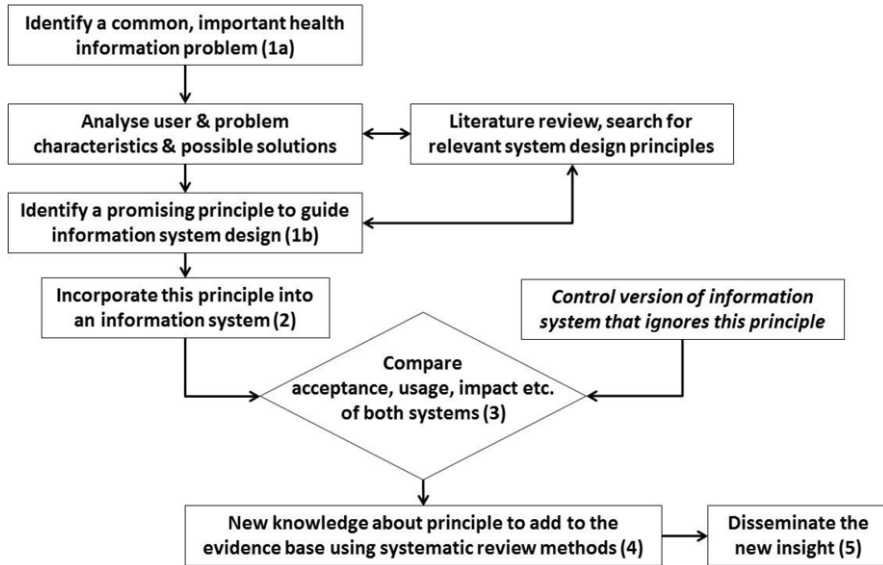 Identify a common, important health
information problem (1a)
Analyse user & problem
characteristics & possible solutions
Literature review, search for
relevant system design principles
Identify a promising principle to guide
information system design (1b)
Incorporate this principle into
an information system (2)
Control version of information
system that ignores this principle
Compare
acceptance, usage, impact etc.
of both systems (3)
New knowledge about principle to add to the
evidence base using systematic review methods (4)
Disseminate the
new insight (5)